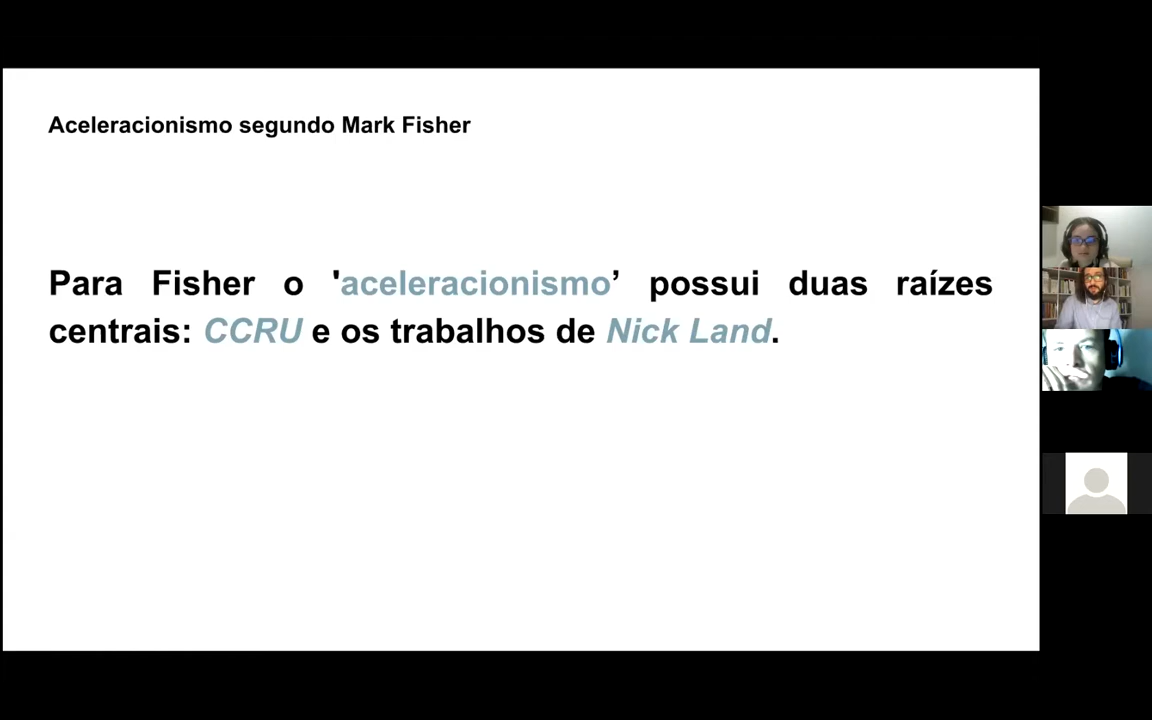 Aceleracionismo segundo Mark Fisher
Para Fisher o 'aceleracionismo’ possui duas raízes
centrais: CCRU e os trabalhos de Nick Land.